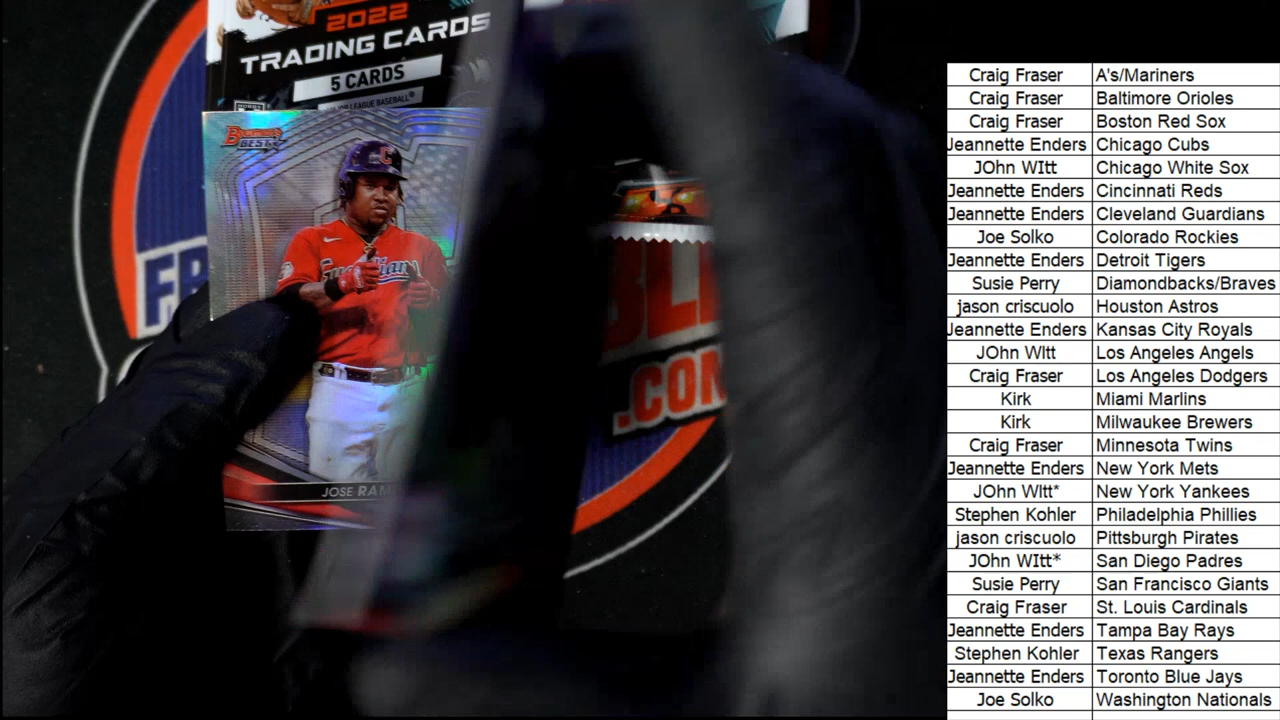 2022
TRADING CARDS
5 CARDS
MAJOR LEAGUE BASEBALL
BEST
C
Guardian
JOSE RAM
FR
BL
.COM
Craig Fraser A's/Mariners
Craig Fraser Baltimore Orioles
Craig Fraser Boston Red Sox
Jeannette Enders Chicago Cubs
JOhn WItt Chicago White Sox
Jeannette Enders Cincinnati Reds
Jeannette Enders Cleveland Guardians
Joe Solko Colorado Rockies
Jeannette Enders Detroit Tigers
Susie Perry Diamondbacks/Braves
jason criscuolo Houston Astros
Jeannette Enders Kansas City Royals
JOhn WItt Los Angeles Angels
Craig Fraser Los Angeles Dodgers
Kirk Miami Marlins
Kirk Milwaukee Brewers
Craig Fraser Minnesota Twins
Jeannette Enders New York Mets
JOhn WItt* New York Yankees
Stephen Kohler Philadelphia Phillies
jason criscuolo Pittsburgh Pirates
JOhn WItt* San Diego Padres
Susie Perry San Francisco Giants
Craig Fraser St. Louis Cardinals
Jeannette Enders Tampa Bay Rays
Stephen Kohler Texas Rangers
Jeannette Enders Toronto Blue Jays
Joe Solko Washington Nationals